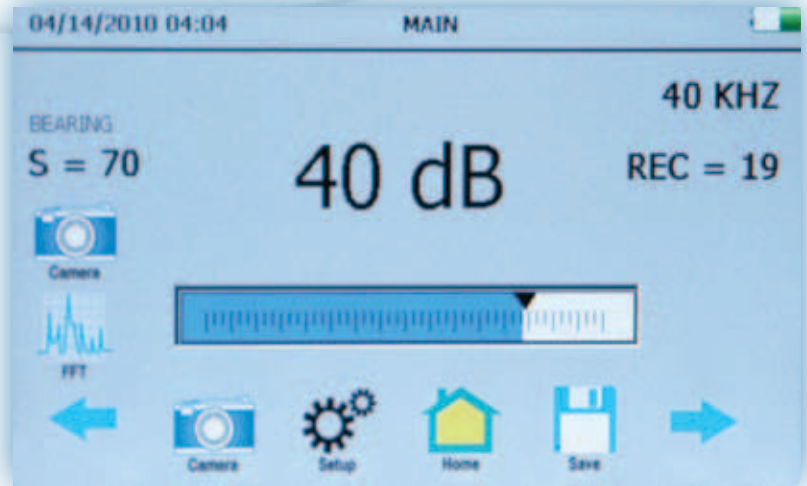 04/14/2010 04:04 MAIN
40 KHZ
BEARING
S = 70
40 dB
REC = 19
Camera
FFT
Camera Setup Home Save